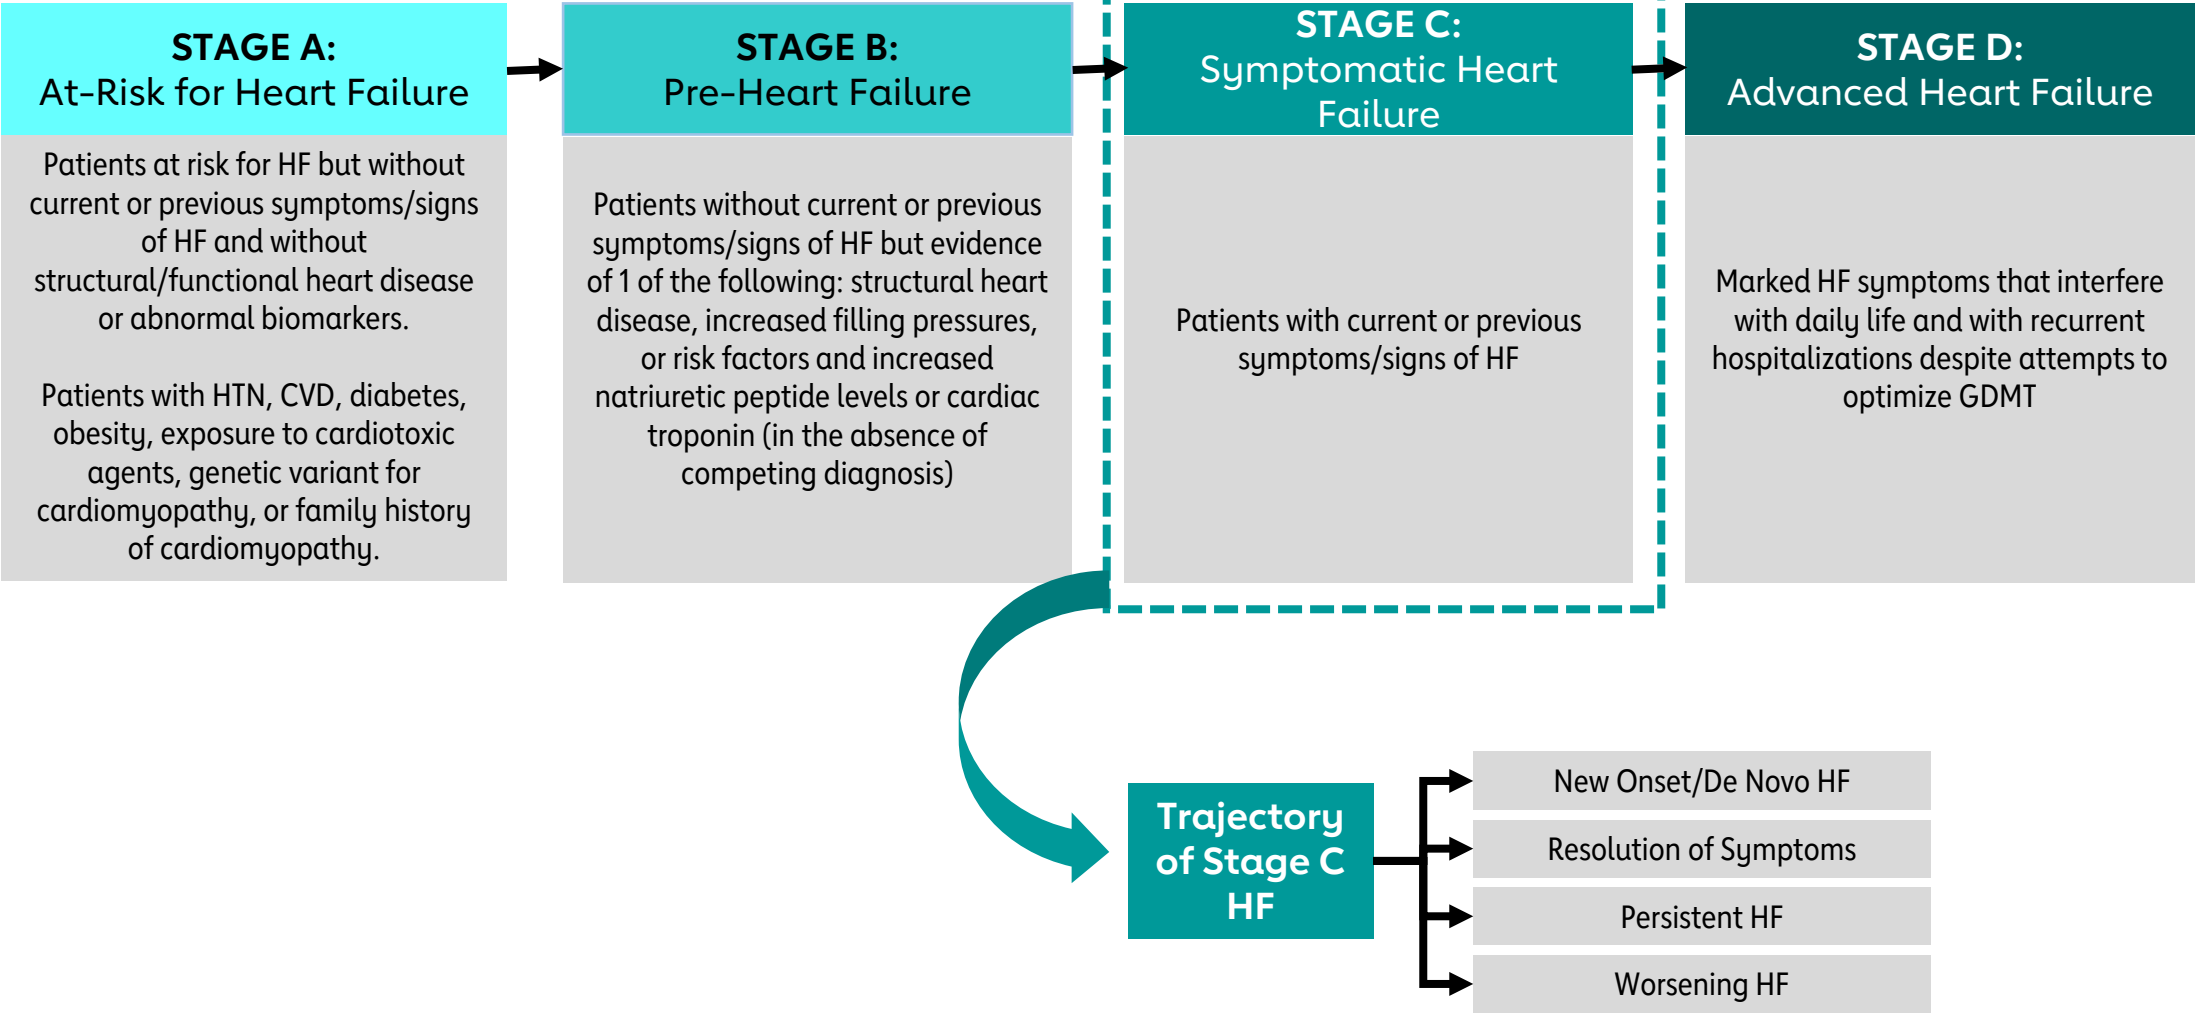 STAGE A:
At-Risk for Heart Failure
Patients at risk for HF but without
current or previous symptoms/signs
of HF and without
structural/functional heart disease
or abnormal biomarkers.
Patients with HTN, CVD, diabetes,
obesity, exposure to cardiotoxic
agents, genetic variant for
cardiomyopathy, or family history
of cardiomyopathy.
STAGE B:
Pre-Heart Failure
Patients without current or previous
symptoms/signs of HF but evidence
of 1 of the following: structural heart
disease, increased filling pressures,
or risk factors and increased
natriuretic peptide levels or cardiac
troponin (in the absence of
competing diagnosis)
STAGE C:
Symptomatic Heart
Failure
Patients with current or previous
symptoms/signs of HF
STAGE D:
Advanced Heart Failure
Marked HF symptoms that interfere
with daily life and with recurrent
hospitalizations despite attempts to
optimize GDMT
Trajectory
of Stage C
HF
New Onset/De Novo HF
Resolution of Symptoms
Persistent HF
Worsening HF